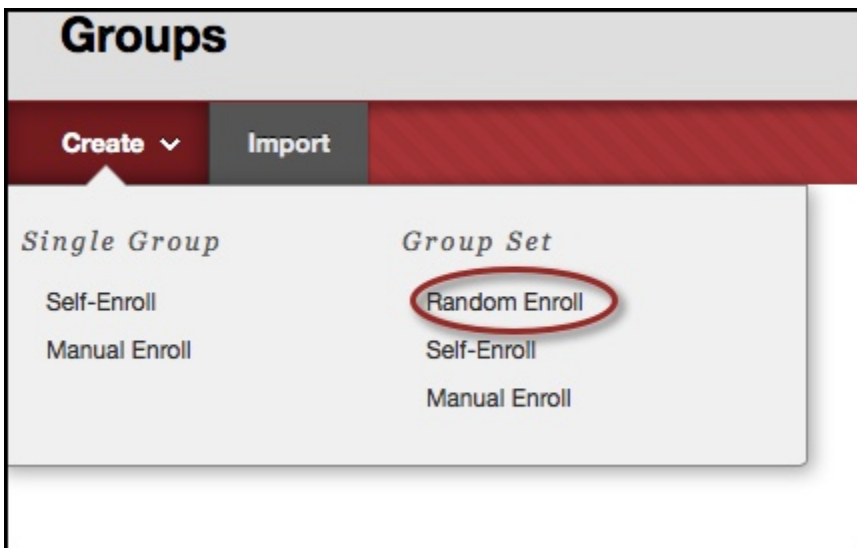 Groups
Create Import
Single Group
Self-Enroll
Manual Enroll
Group Set
Random Enroll
Self-Enroll
Manual Enroll